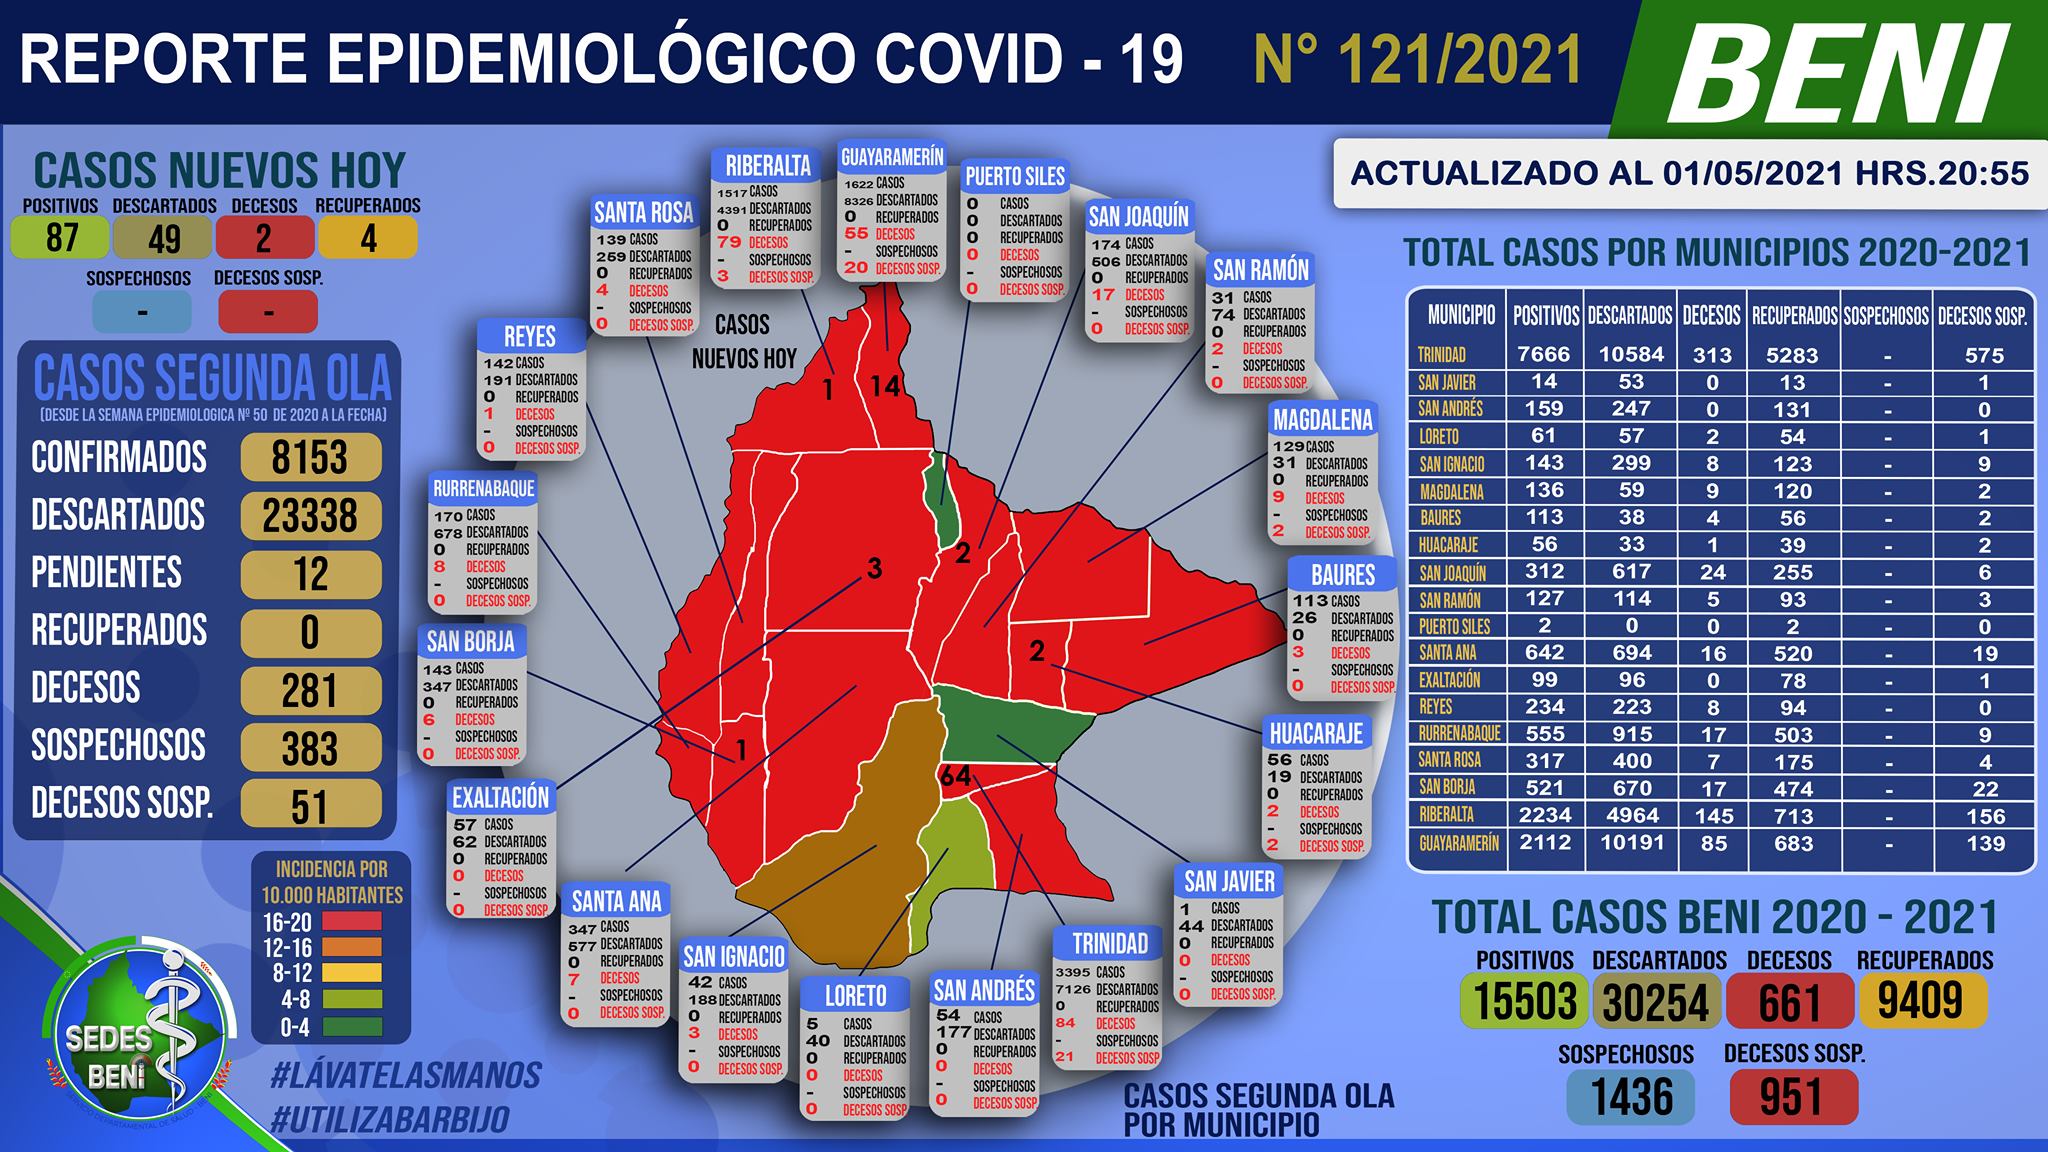 REPORTE EPIDEMIOLÓGICO COVID - 19 N° 121/2021
BENI
ACTUALIZADO AL 01/05/2021 HRS.20:55
CASOS NUEVOS HOY
POSITIVOS DESCARTADOS DECESOS RECUPERADOS
87 49 2 4
SOSPECHOSOS DECESOS SOSP.
- -
CASOS SEGUNDA OLA
(DESDE LA SEMANA EPIDEMIOLOGICA Nº 50 DE 2020 A LA FECHA)
CONFIRMADOS 8153
DESCARTADOS 23338
PENDIENTES 12
RECUPERADOS 0
DECESOS 281
SOSPECHOSOS 383
DECESOS SOSP. 51
INCIDENCIA POR
10.000 HABITANTES
16-20
12-16
8-12
4-8
0-4
SEDES
BENI
SERVICIO DEPARTAMENTAL DE SALUD - BENI
#LÁVATELASMANOS
#UTILIZABARBIJO
CASOS
NUEVOS HOY
1
14
3
2
2
1
64
RIBERALTA
1517 CASOS
4391 DESCARTADOS
0 RECUPERADOS
79 DECESOS
- SOSPECHOSOS
3 DECESOS SOSP.
GUAYARAMERÍN
1622 CASOS
8326 DESCARTADOS
0 RECUPERADOS
55 DECESOS
- SOSPECHOSOS
20 DECESOS SOSP.
PUERTO SILES
0 CASOS
0 DESCARTADOS
0 RECUPERADOS
0 DECESOS
- SOSPECHOSOS
0 DECESOS SOSP.
SAN JOAQUÍN
174 CASOS
506 DESCARTADOS
0 RECUPERADOS
17 DECESOS
- SOSPECHOSOS
0 DECESOS SOSP.
SAN RAMÓN
31 CASOS
74 DESCARTADOS
0 RECUPERADOS
2 DECESOS
- SOSPECHOSOS
0 DECESOS SOSP.
MAGDALENA
129 CASOS
31 DESCARTADOS
0 RECUPERADOS
9 DECESOS
- SOSPECHOSOS
2 DECESOS SOSP.
BAURES
113 CASOS
26 DESCARTADOS
0 RECUPERADOS
3 DECESOS
- SOSPECHOSOS
0 DECESOS SOSP.
HUACARAJE
56 CASOS
19 DESCARTADOS
0 RECUPERADOS
2 DECESOS
- SOSPECHOSOS
2 DECESOS SOSP.
SAN JAVIER
1 CASOS
44 DESCARTADOS
0 RECUPERADOS
0 DECESOS
- SOSPECHOSOS
0 DECESOS SOSP.
TRINIDAD
3395 CASOS
7126 DESCARTADOS
0 RECUPERADOS
84 DECESOS
- SOSPECHOSOS
21 DECESOS SOSP.
SAN ANDRÉS
54 CASOS
177 DESCARTADOS
0 RECUPERADOS
0 DECESOS
- SOSPECHOSOS
0 DECESOS SOSP.
LORETO
5 CASOS
40 DESCARTADOS
0 RECUPERADOS
0 DECESOS
- SOSPECHOSOS
0 DECESOS SOSP.
SAN IGNACIO
42 CASOS
188 DESCARTADOS
0 RECUPERADOS
3 DECESOS
- SOSPECHOSOS
0 DECESOS SOSP.
SANTA ANA
347 CASOS
577 DESCARTADOS
0 RECUPERADOS
7 DECESOS
- SOSPECHOSOS
0 DECESOS SOSP.
EXALTACIÓN
57 CASOS
62 DESCARTADOS
0 RECUPERADOS
0 DECESOS
- SOSPECHOSOS
0 DECESOS SOSP.
SAN BORJA
143 CASOS
347 DESCARTADOS
0 RECUPERADOS
6 DECESOS
- SOSPECHOSOS
0 DECESOS SOSP.
RURRENABAQUE
170 CASOS
678 DESCARTADOS
0 RECUPERADOS
8 DECESOS
- SOSPECHOSOS
0 DECESOS SOSP.
REYES
142 CASOS
191 DESCARTADOS
0 RECUPERADOS
1 DECESOS
- SOSPECHOSOS
0 DECESOS SOSP.
SANTA ROSA
139 CASOS
259 DESCARTADOS
0 RECUPERADOS
4 DECESOS
- SOSPECHOSOS
0 DECESOS SOSP.
CASOS SEGUNDA OLA
POR MUNICIPIO
TOTAL CASOS POR MUNICIPIOS 2020-2021
MUNICIPIO POSITIVOS DESCARTADOS DECESOS RECUPERADOS SOSPECHOSOS DECESOS SOSP.
TRINIDAD 7666 10584 313 5283 - 575
SAN JAVIER 14 53 0 13 - 1
SAN ANDRÉS 159 247 0 131 - 0
LORETO 61 57 2 54 - 1
SAN IGNACIO 143 299 8 123 - 9
MAGDALENA 136 59 9 120 - 2
BAURES 113 38 4 56 - 2
HUACARAJE 56 33 1 39 - 2
SAN JOAQUÍN 312 617 24 255 - 6
SAN RAMÓN 127 114 5 93 - 3
PUERTO SILES 2 0 0 2 - 0
SANTA ANA 642 694 16 520 - 19
EXALTACIÓN 99 96 0 78 - 1
REYES 234 223 8 94 - 0
RURRENABAQUE 555 915 17 503 - 9
SANTA ROSA 317 400 7 175 - 4
SAN BORJA 521 670 17 474 - 22
RIBERALTA 2234 4964 145 713 - 156
GUAYARAMERÍN 2112 10191 85 683 - 139
TOTAL CASOS BENI 2020 - 2021
POSITIVOS DESCARTADOS DECESOS RECUPERADOS
15503 30254 661 9409
SOSPECHOSOS DECESOS SOSP.
1436 951